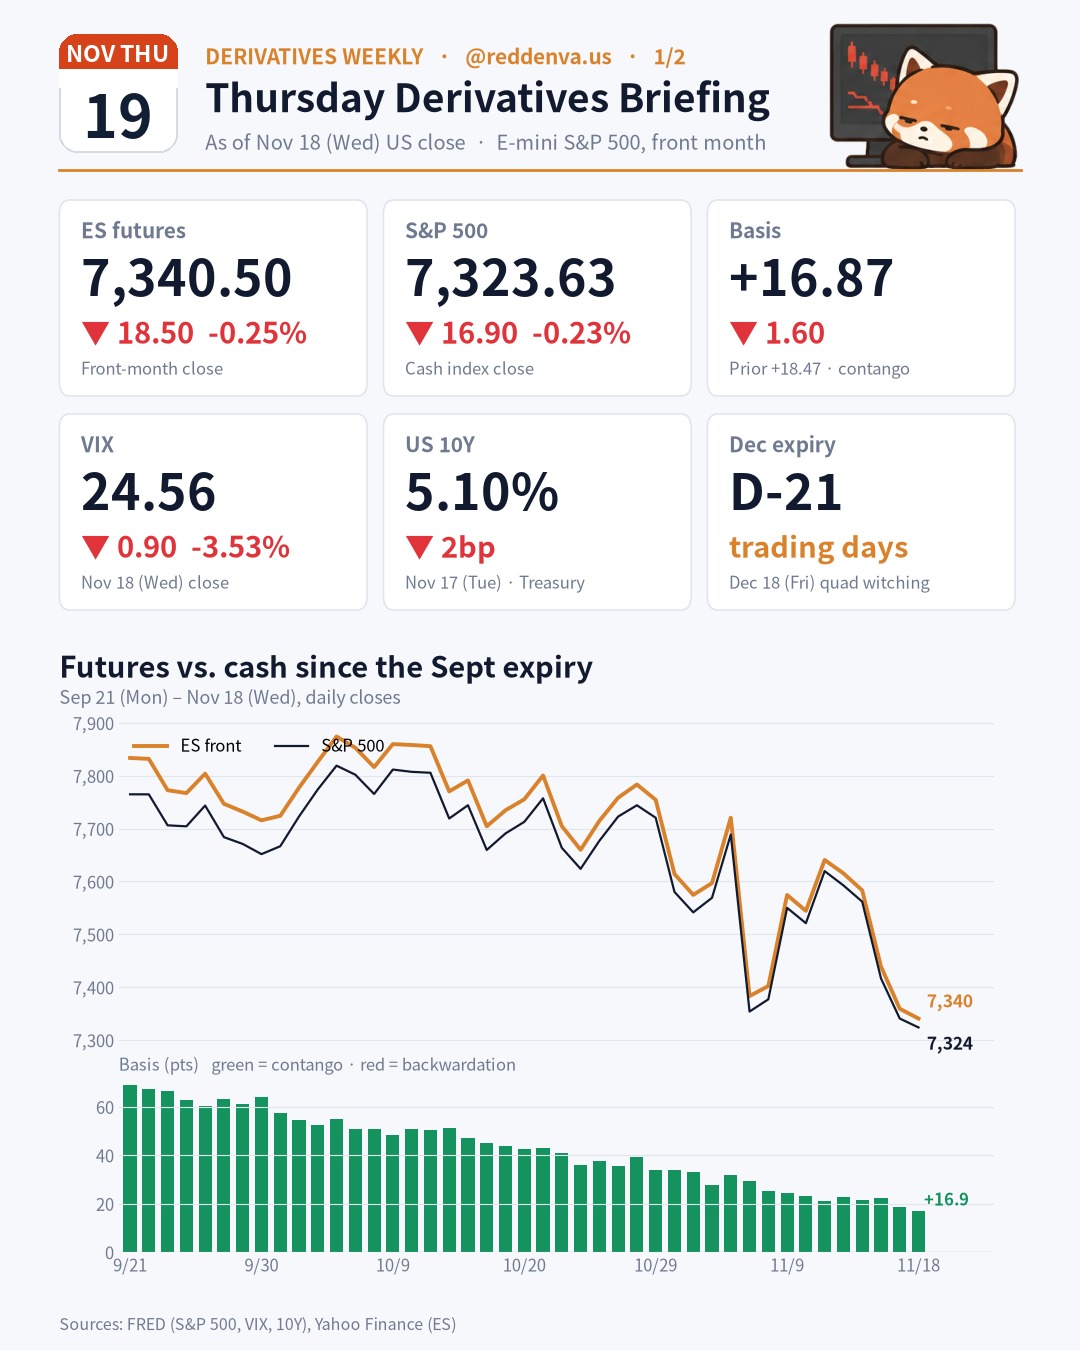 NOV THU
19
DERIVATIVES WEEKLY · @reddenva.us · 1/2
Thursday Derivatives Briefing
As of Nov 18 (Wed) US close · E-mini S&P 500, front month
ES futures
7,340.50
▼ 18.50 -0.25%
Front-month close
S&P 500
7,323.63
▼ 16.90 -0.23%
Cash index close
Basis
+16.87
▼ 1.60
Prior +18.47 · contango
VIX
24.56
▼ 0.90 -3.53%
Nov 18 (Wed) close
US 10Y
5.10%
▼ 2bp
Nov 17 (Tue) · Treasury
Dec expiry
D-21
trading days
Dec 18 (Fri) quad witching
Futures vs. cash since the Sept expiry
Sep 21 (Mon) – Nov 18 (Wed), daily closes
7,900
ES front S&P 500
7,800
7,700
7,600
7,500
7,400
7,300
7,340
7,324
Basis (pts) green = contango · red = backwardation
60
40
20
0
+16.9
9/21 9/30 10/9 10/20 10/29 11/9 11/18
Sources: FRED (S&P 500, VIX, 10Y), Yahoo Finance (ES)